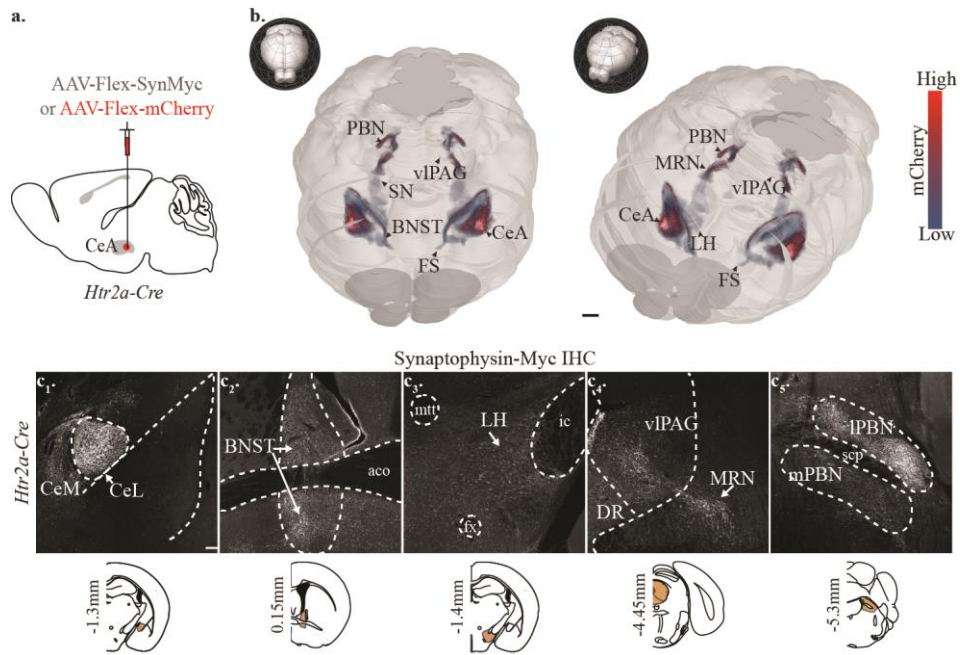 a.
b.
AAV-Flex-SynMyc
or AAV-Flex-mCherry
CeA
Htr2a-Cre
PBN
vlPAG
SN
BNST
CeA
FS
PBN
MRN
vlPAG
CeA
LH
FS
High
mCherry
Low
Synaptophysin-Myc IHC
Htr2a-Cre
c1.
CeM
CeL
c2.
BNST
aco
c3.
mtt
LH
ic
fx
c4.
vlPAG
MRN
DR
c5.
lPBN
scp
mPBN
-1.3mm
0.15mm
-1.4mm
-4.45mm
-5.3mm